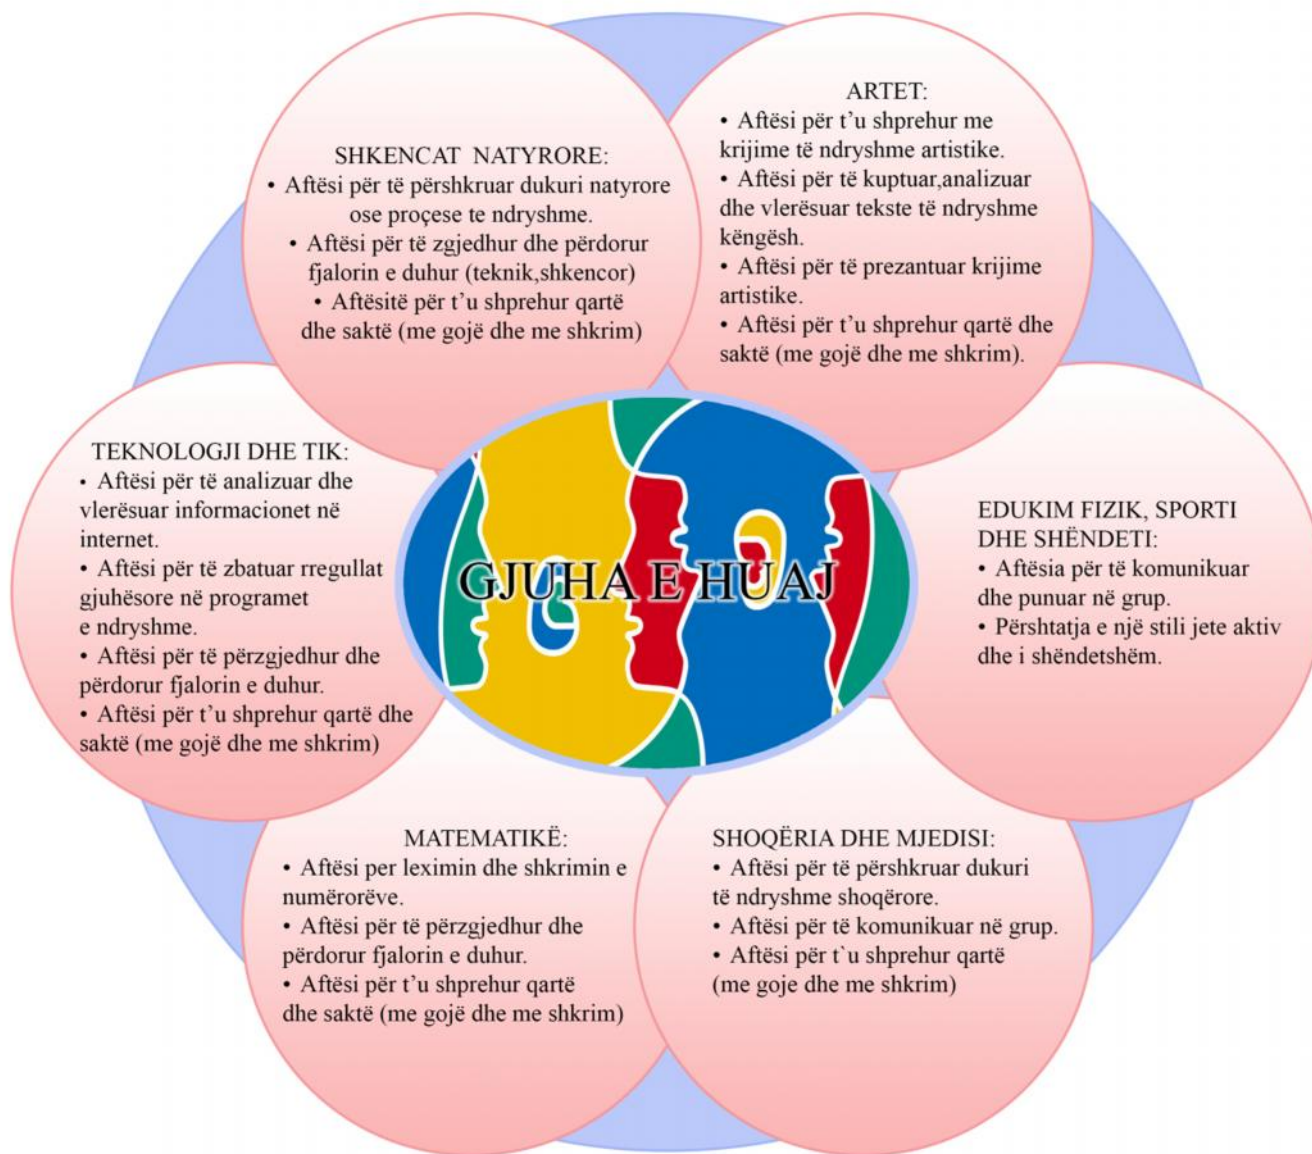 SHKENCAT NATYRORE:
• Aftësi për të përshkruar dukuri natyrore
ose proçese te ndryshme.
• Aftësi për të zgjedhur dhe përdorur
fjalorin e duhur (teknik,shkencor)
• Aftësitë për t’u shprehur qartë
dhe saktë (me gojë dhe me shkrim)
ARTET:
• Aftësi për t’u shprehur me
krijime të ndryshme artistike.
• Aftësi për të kuptuar,analizuar
dhe vlerësuar tekste të ndryshme
këngësh.
• Aftësi për të prezantuar krijime
artistike.
• Aftësi për t’u shprehur qartë dhe
saktë (me gojë dhe me shkrim).
TEKNOLOGJI DHE TIK:
• Aftësi për të analizuar dhe
vlerësuar informacionet në
internet.
• Aftësi për të zbatuar rregullat
gjuhësore në programet
e ndryshme.
• Aftësi për të përzgjedhur dhe
përdorur fjalorin e duhur.
• Aftësi për t’u shprehur qartë dhe
saktë (me gojë dhe me shkrim)
GJUHA E HUAJ
EDUKIM FIZIK, SPORTI
DHE SHËNDETI:
• Aftësia për të komunikuar
dhe punuar në grup.
• Përshtatja e një stili jete aktiv
dhe i shëndetshëm.
MATEMATIKË:
• Aftësi per leximin dhe shkrimin e
numërorëve.
• Aftësi për të përzgjedhur dhe
përdorur fjalorin e duhur.
• Aftësi për t’u shprehur qartë
dhe saktë (me gojë dhe me shkrim)
SHOQËRIA DHE MJEDISI:
• Aftësi për të përshkruar dukuri
të ndryshme shoqërore.
• Aftësi për të komunikuar në grup.
• Aftësi për t`u shprehur qartë
(me goje dhe me shkrim)